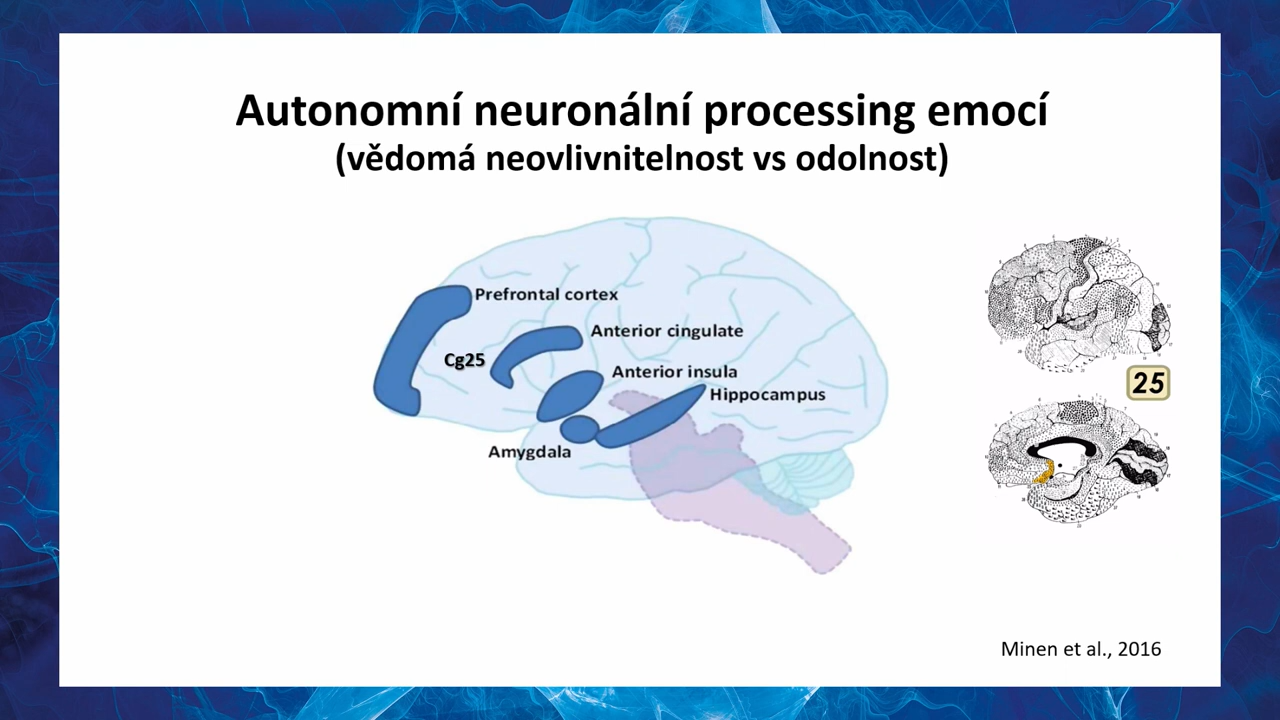 Autonomní neuronální processing emocí
(vědomá neovlivnitelnost vs odolnost)
Prefrontal cortex
Anterior cingulate
Cg25
Anterior insula
Hippocampus
Amygdala
25
Minen et al., 2016